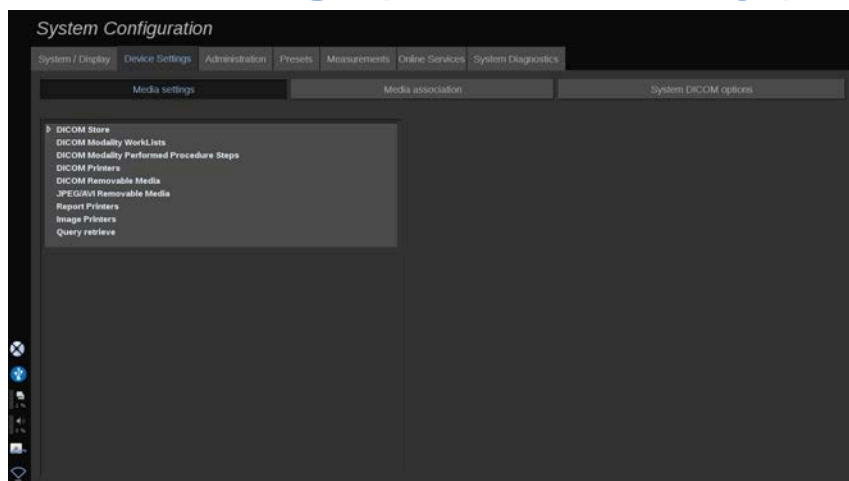 System Configuration
System / Display Device Settings Administration Presets Measurements Online Services System Diagnostics
Media settings Media association System DICOM options
DICOM Store
DICOM Modality WorkLists
DICOM Modality Performed Procedure Steps
DICOM Printers
DICOM Removable Media
JPEG/AVI Removable Media
Report Printers
Image Printers
Query retrieve